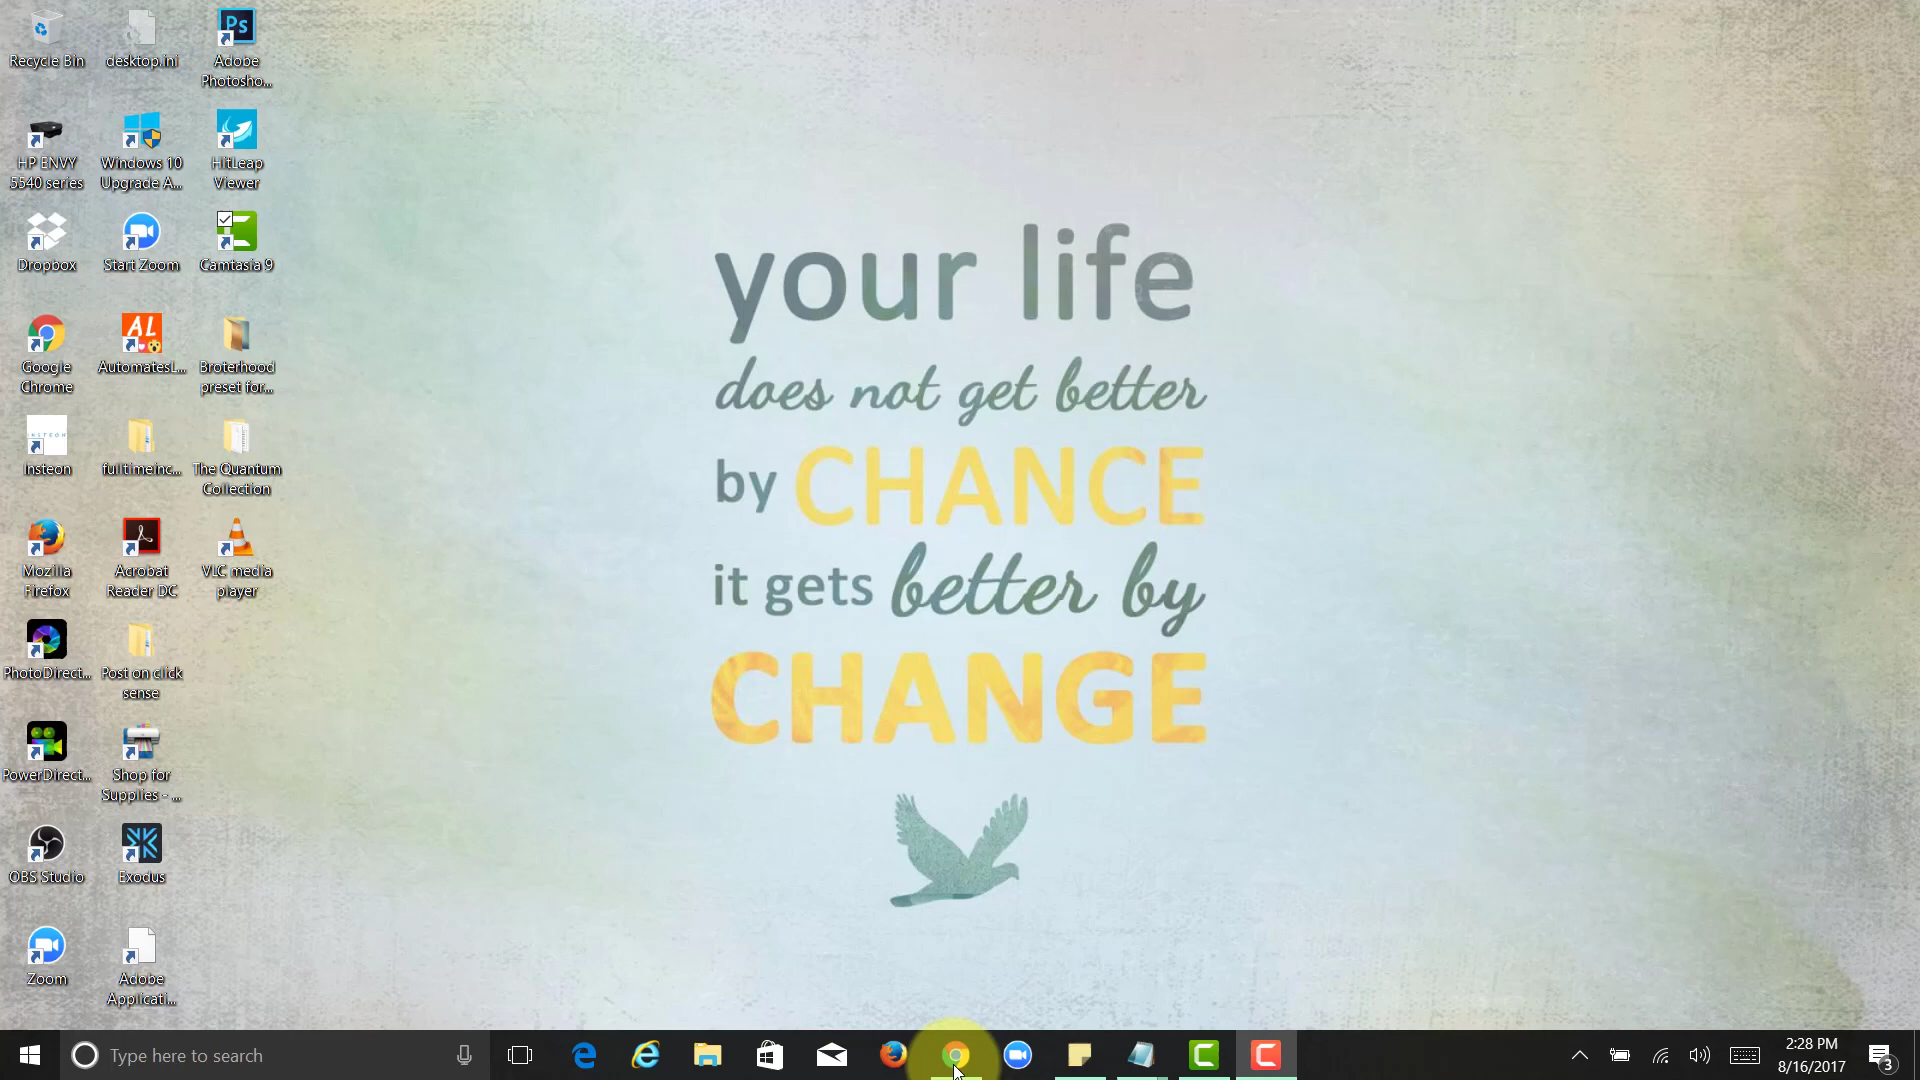 Recycle Bin
desktop.ini
Adobe
Photosho...
HP ENVY
5540 series
Windows 10
Upgrade A...
HitLeap
Viewer
Dropbox
Start Zoom
Camtasia 9
Google
Chrome
AL
AutomatesL...
Broterhood
preset for...
INSTEON
Insteon
fulltimeinc...
The Quantum
Collection
Mozilla
Firefox
Acrobat
Reader DC
VLC media
player
PhotoDirect...
Post on click
sense
PowerDirect...
Shop for
Supplies - ...
OBS Studio
Exodus
Zoom
Adobe
Applicati...
Ps
your life
does not get better
by CHANCE
it gets better by
CHANGE
Type here to search
2:28 PM
8/16/2017
3